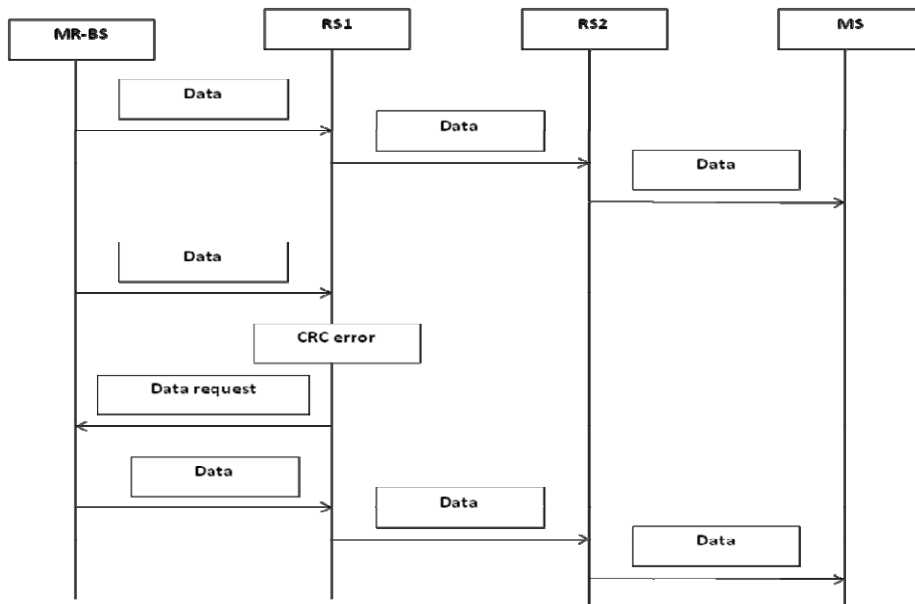 MR-BS
RS1
RS2
MS
Data
Data
Data
Data
CRC error
Data request
Data
Data
Data